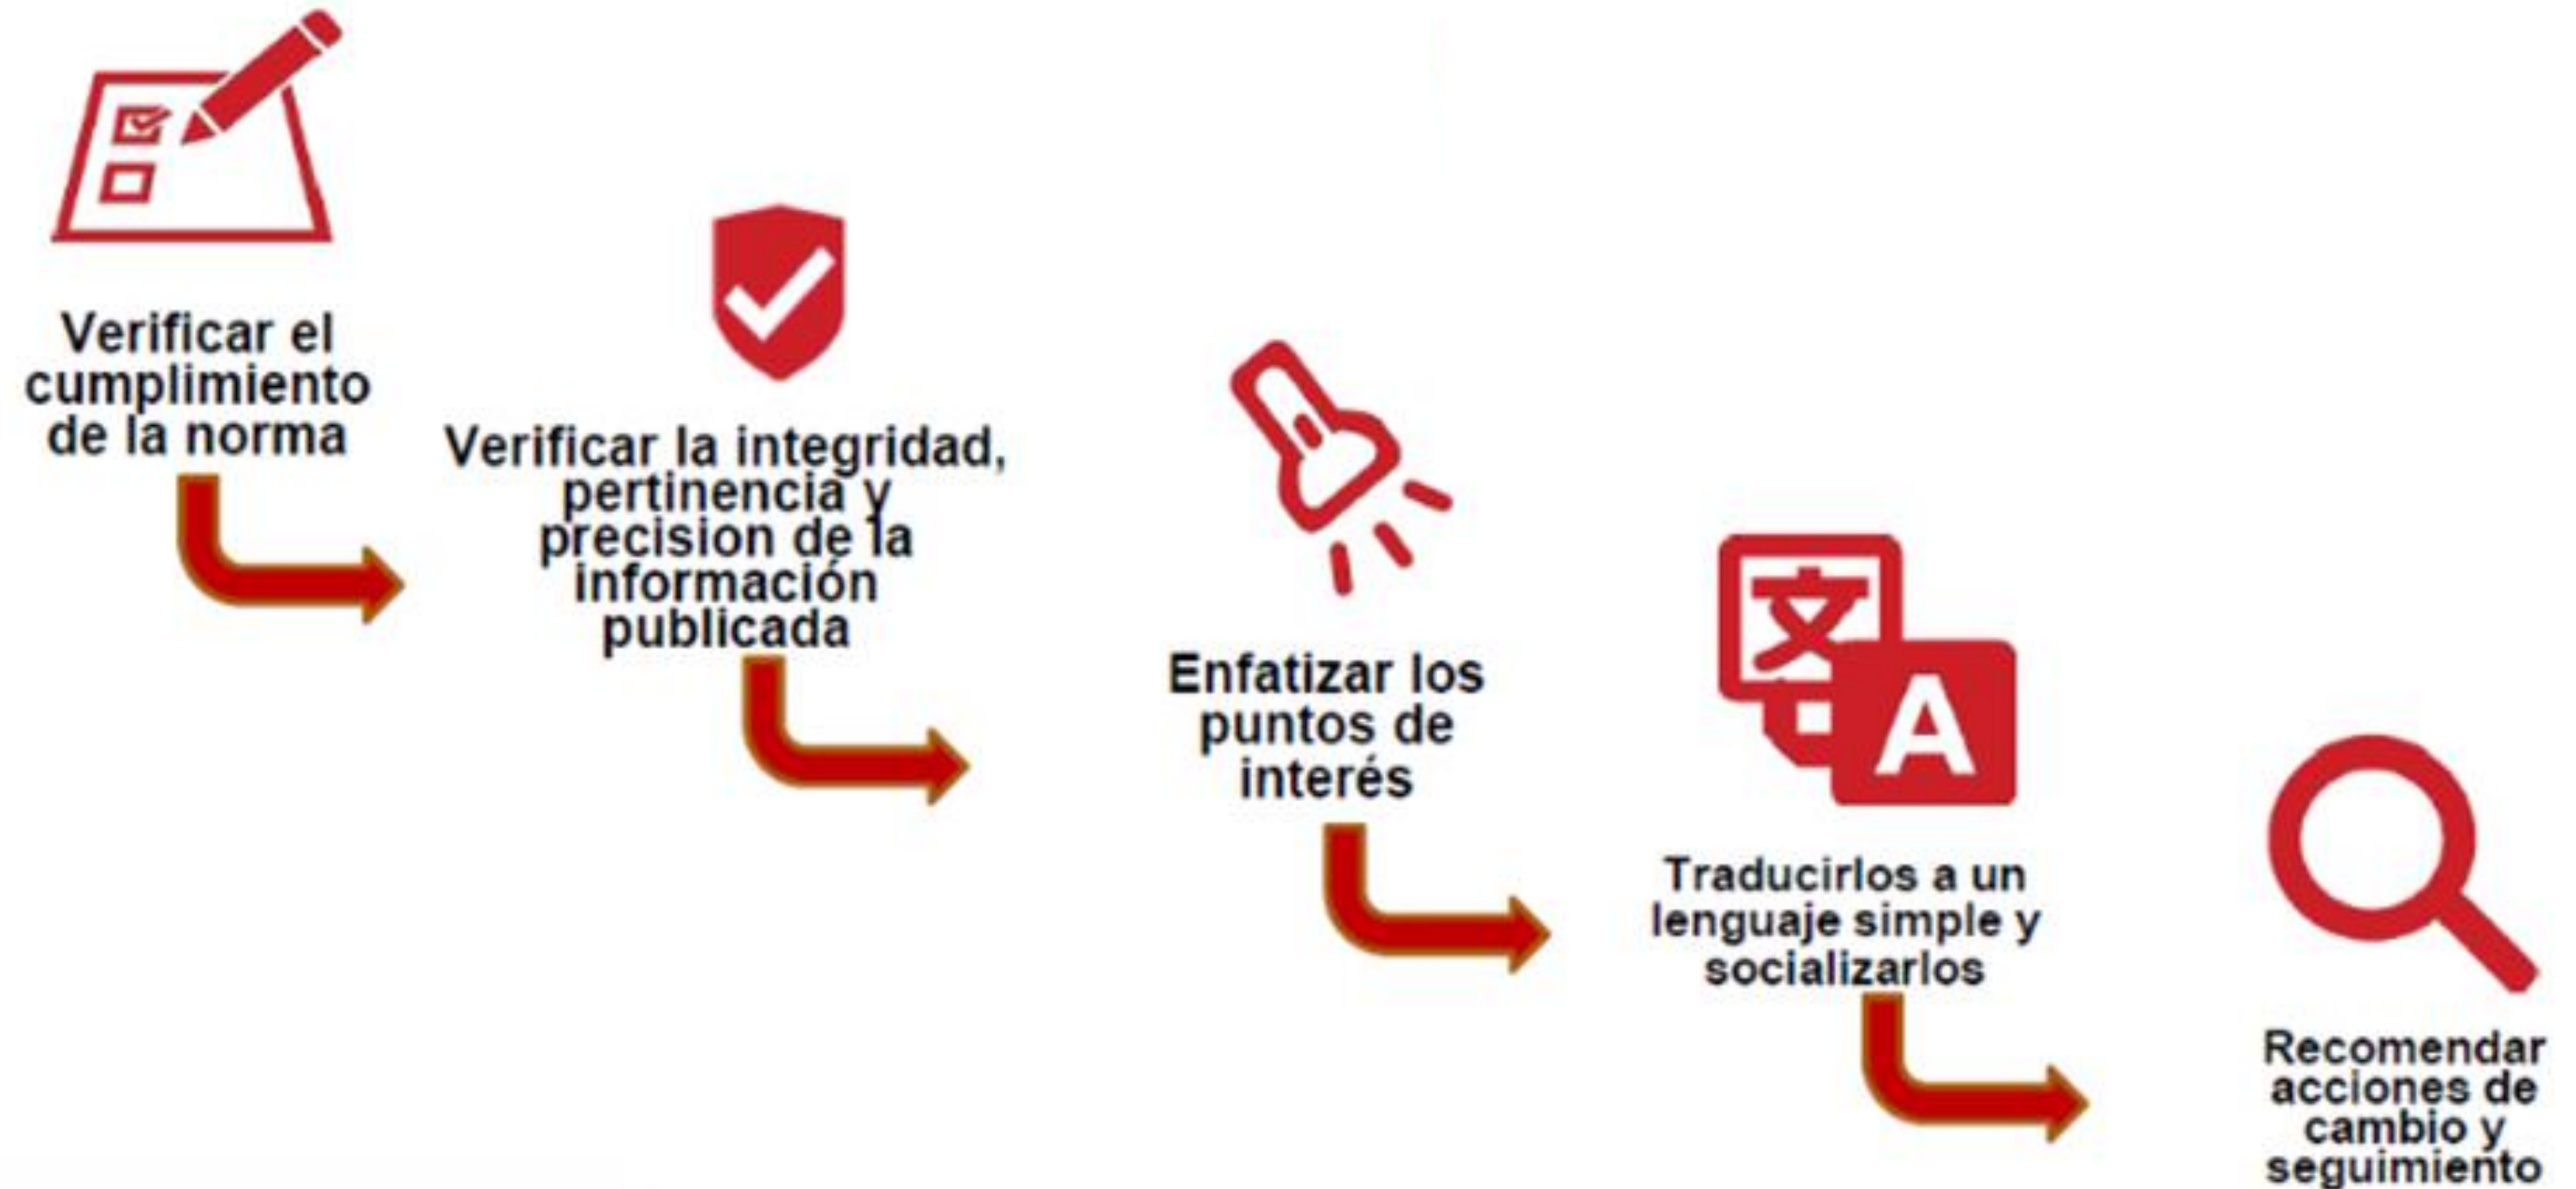 Verificar el
cumplimiento
de la norma
Verificar la integridad,
pertinencia y
precision de la
información
publicada
Enfatizar los
puntos de
interés
文
A
Traducirlos a un
lenguaje simple y
socializarlos
Recomendar
acciones de
cambio y
seguimiento